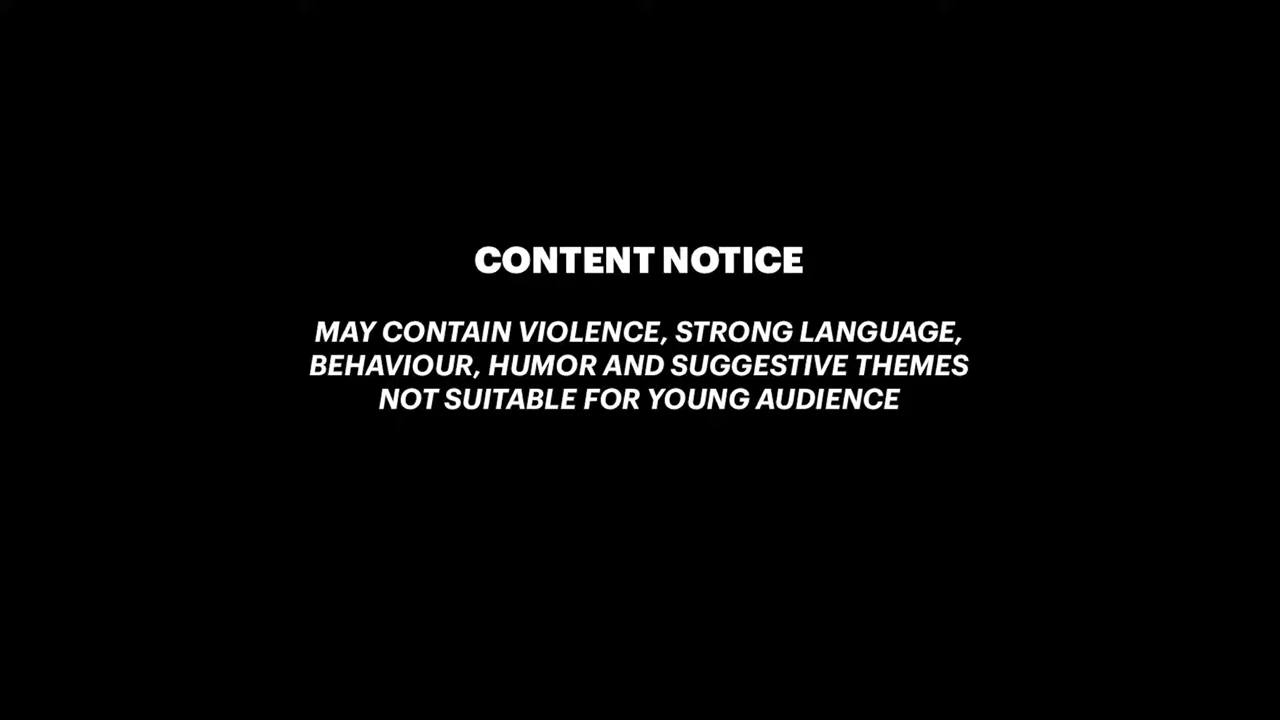 CONTENT NOTICE
MAY CONTAIN VIOLENCE, STRONG LANGUAGE,
BEHAVIOUR, HUMOR AND SUGGESTIVE THEMES
NOT SUITABLE FOR YOUNG AUDIENCE